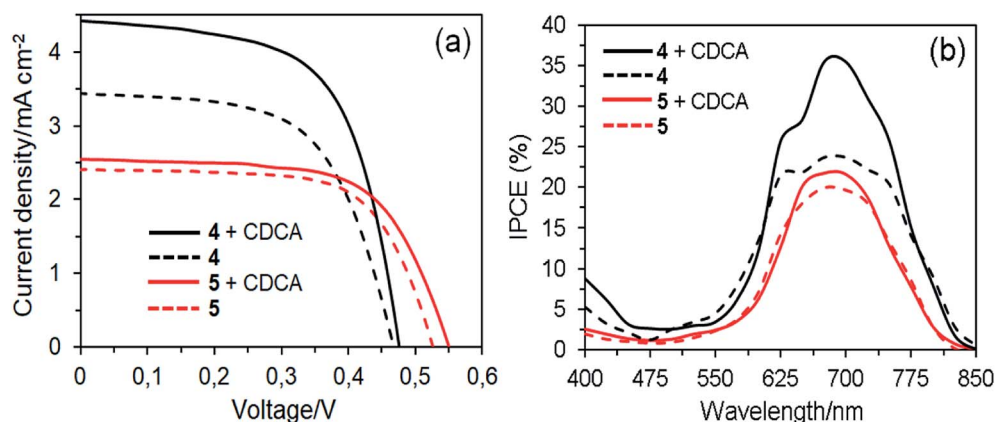 (a)
Current density/mA cm⁻²
4
3
2
1
0
4 + CDCA
4
5 + CDCA
5
0 0,1 0,2 0,3 0,4 0,5 0,6
Voltage/V
(b)
IPCE (%)
40
35
30
25
20
15
10
5
0
4 + CDCA
4
5 + CDCA
5
400 475 550 625 700 775 850
Wavelength/nm